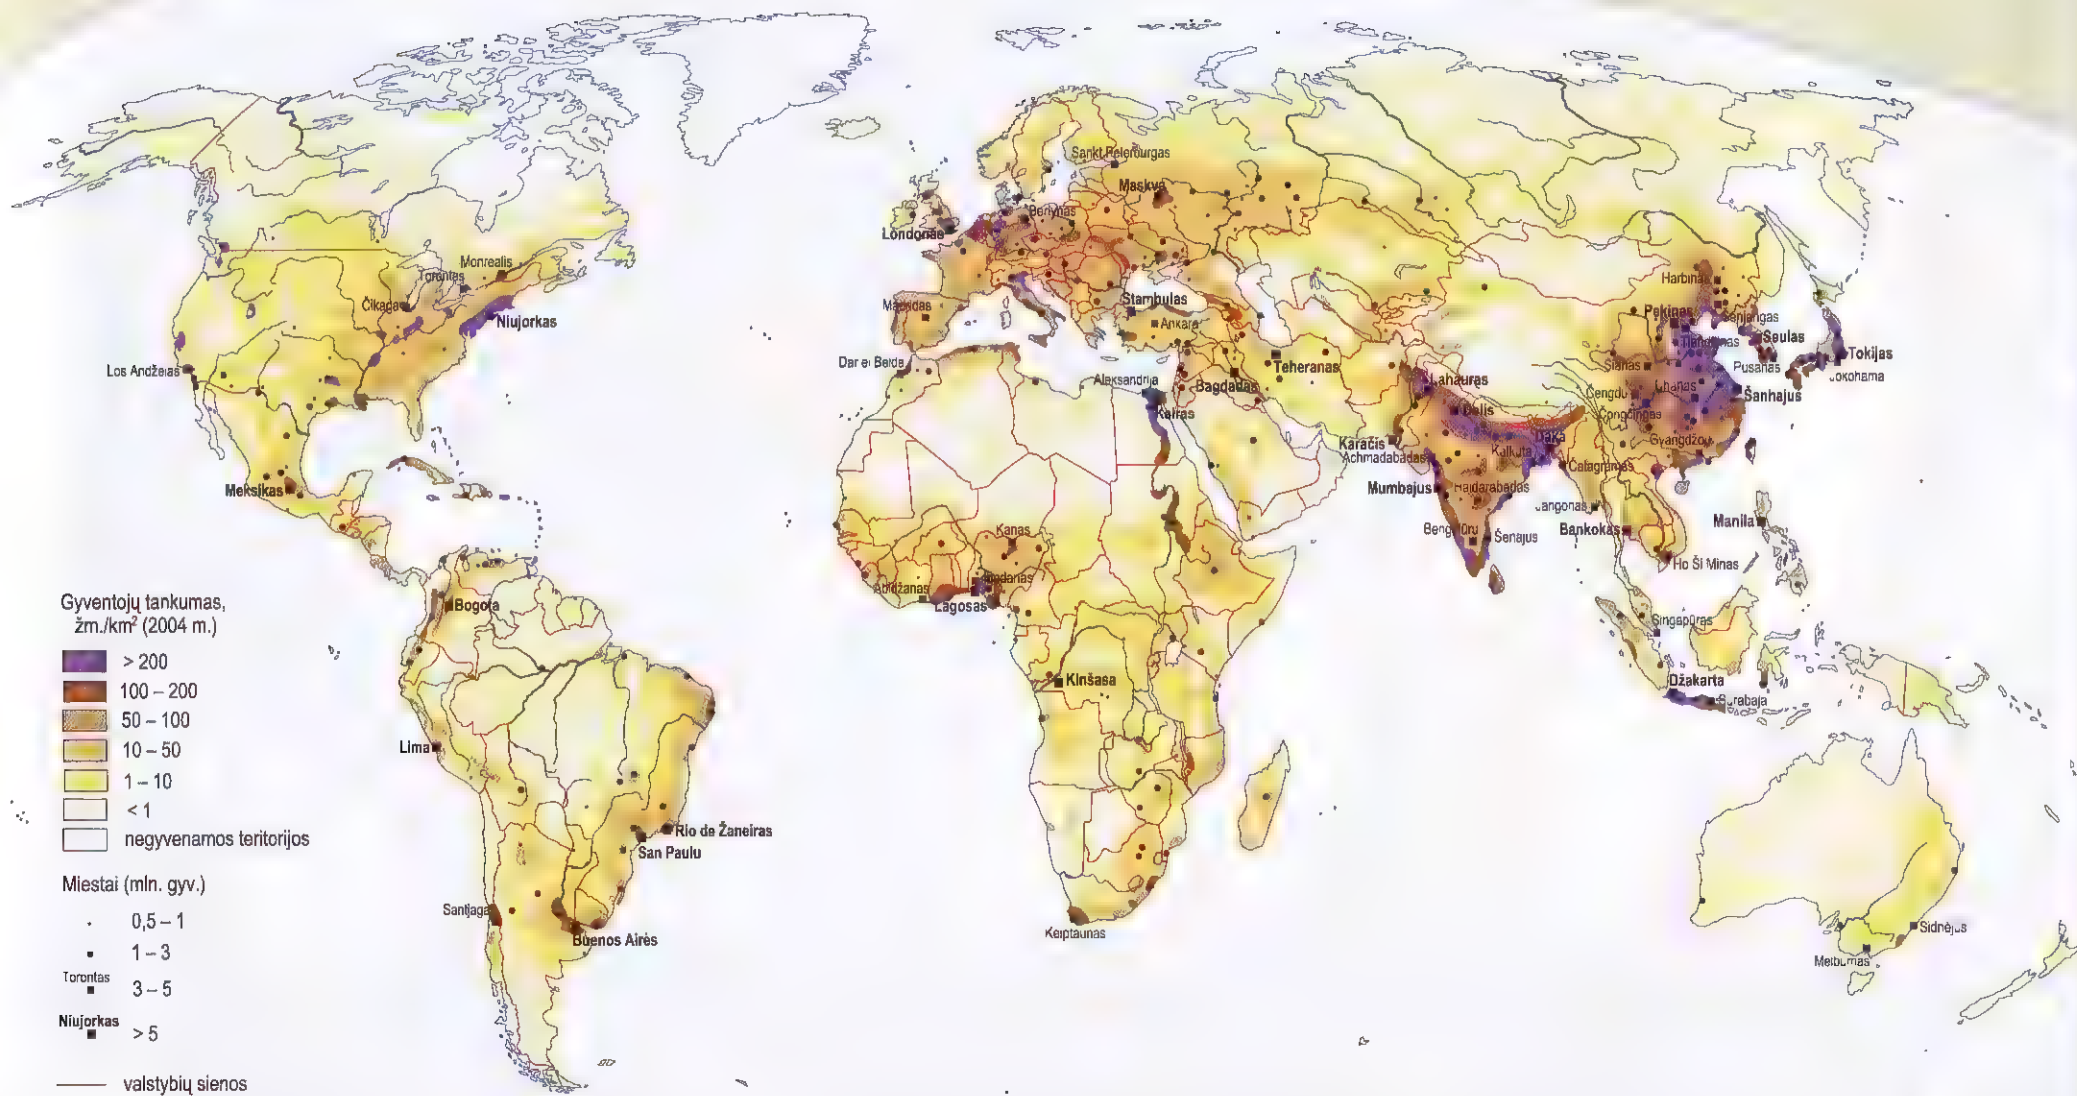 Sankt Peterburgas
Maskva
Berlynas
Londonas
Monrealis
Torontas
Čikaga
Niujorkas
Los Andželas
Meksikas
Madridas
Stambulas
Ankara
Dar el Beida
Aleksandrija
Kairas
Bagdadas
Teheranas
Harbinas
Pekinas
Šenjangas
Seulas
Tokijas
Pusanas
Jokohama
Sianas
Uhanas
Šanhajus
Čengdu
Čongčingas
Gvangdžou
Lahauras
Delis
Karačis
Achmadabadas
Daka
Kalkuta
Čatagramas
Mumbajus
Haidarabadas
Jangonas
Bankokas
Manila
Bengalūru
Šenajus
Ho Ši Minas
Kanas
Abidžanas
Ibadanas
Lagosas
Singapūras
Džakarta
Surabaja
Kinšasa
Bogota
Lima
Rio de Žaneiras
San Paulu
Santjagas
Buenos Airės
Keiptaunas
Sidnėjus
Melburnas
Gyventojų tankumas,
žm./km² (2004 m.)
> 200
100 – 200
50 – 100
10 – 50
1 – 10
< 1
negyvenamos teritorijos
Miestai (mln. gyv.)
0,5 – 1
1 – 3
Torontas
3 – 5
Niujorkas
> 5
valstybių sienos